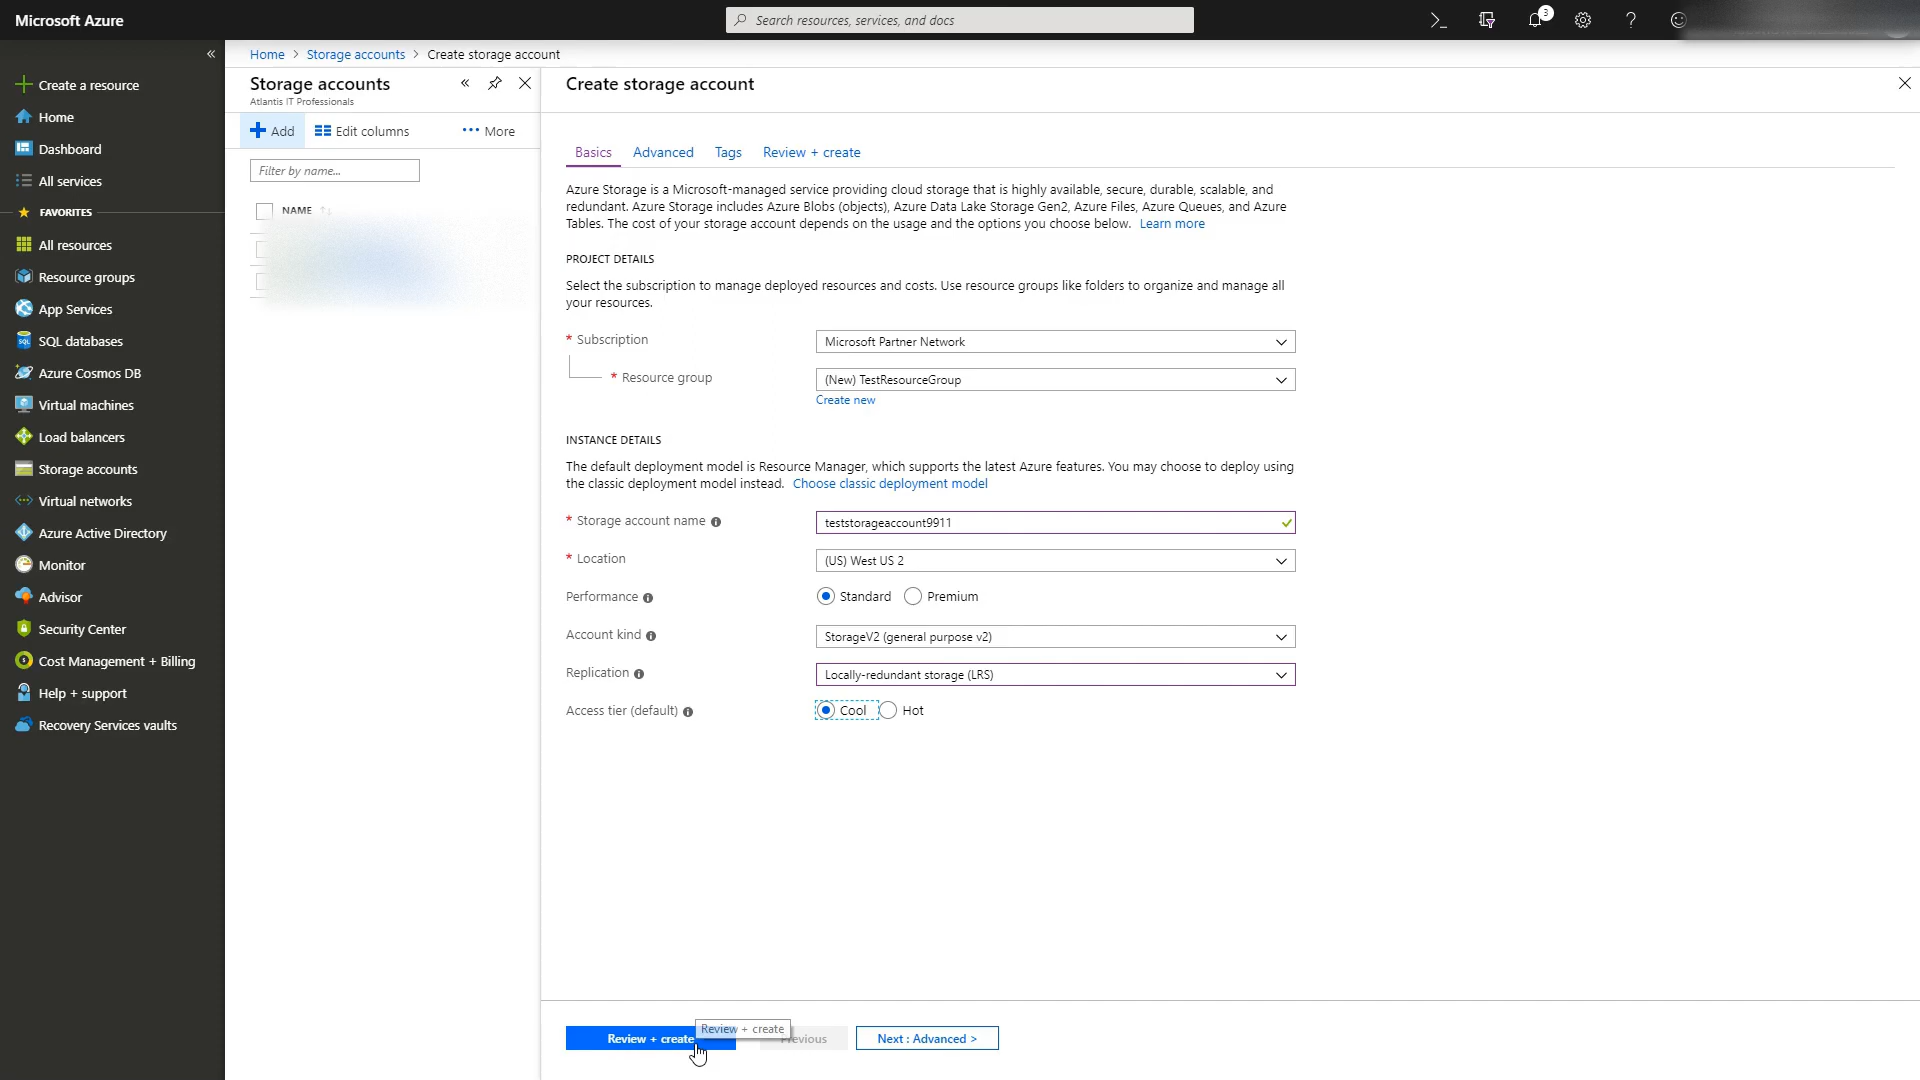 Microsoft Azure
Search resources, services, and docs
3
Create a resource
Home
Dashboard
All services
FAVORITES
All resources
Resource groups
App Services
SQL databases
Azure Cosmos DB
Virtual machines
Load balancers
Storage accounts
Virtual networks
Azure Active Directory
Monitor
Advisor
Security Center
Cost Management + Billing
Help + support
Recovery Services vaults
Home > Storage accounts > Create storage account
Storage accounts
Atlantis IT Professionals
Add
Edit columns
More
Filter by name...
NAME
Create storage account
Basics
Advanced
Tags
Review + create
Azure Storage is a Microsoft-managed service providing cloud storage that is highly available, secure, durable, scalable, and
redundant. Azure Storage includes Azure Blobs (objects), Azure Data Lake Storage Gen2, Azure Files, Azure Queues, and Azure
Tables. The cost of your storage account depends on the usage and the options you choose below. Learn more
PROJECT DETAILS
Select the subscription to manage deployed resources and costs. Use resource groups like folders to organize and manage all
your resources.
* Subscription
Microsoft Partner Network
* Resource group
(New) TestResourceGroup
Create new
INSTANCE DETAILS
The default deployment model is Resource Manager, which supports the latest Azure features. You may choose to deploy using
the classic deployment model instead. Choose classic deployment model
* Storage account name
teststorageaccount9911
* Location
(US) West US 2
Performance
Standard
Premium
Account kind
StorageV2 (general purpose v2)
Replication
Locally-redundant storage (LRS)
Access tier (default)
Cool
Hot
Review + create
Review + create
Previous
Next : Advanced >